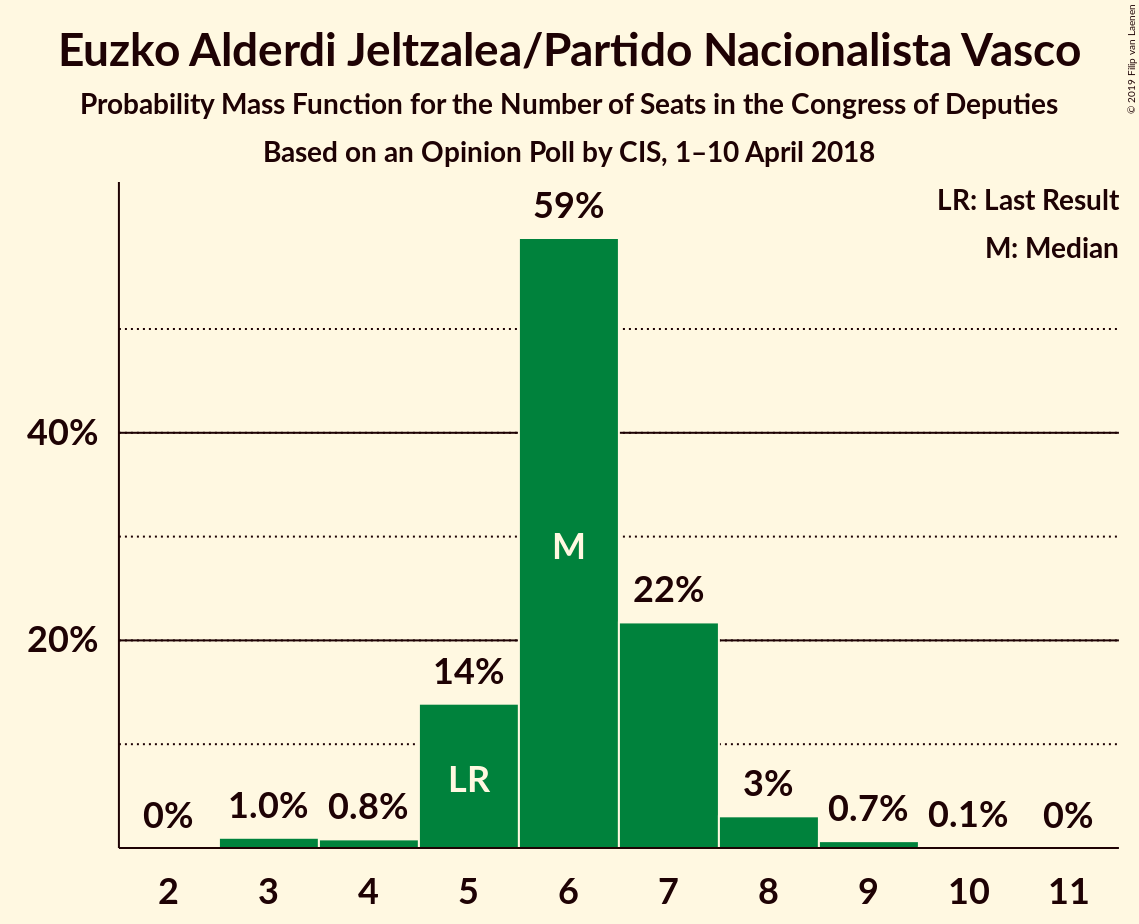 Euzko Alderdi Jeltzalea/Partido Nacionalista Vasco
Probability Mass Function for the Number of Seats in the Congress of Deputies
Based on an Opinion Poll by CIS, 1–10 April 2018
© 2019 Filip van Laenen
LR: Last Result
M: Median
59%
40%
M
22%
20%
14%
LR
3%
0%
1.0%
0.8%
0.7%
0.1%
0%
2 3 4 5 6 7 8 9 10 11